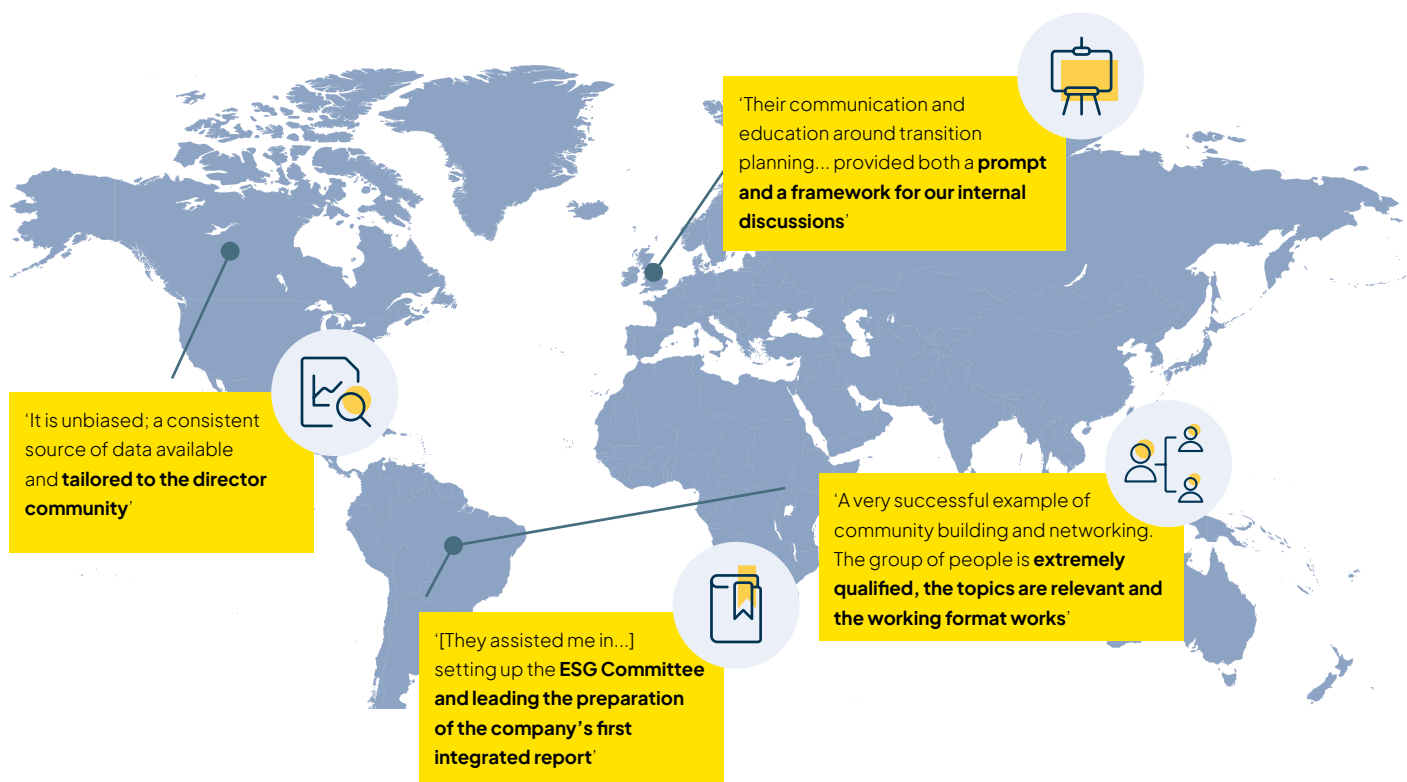 ‘Their communication and
education around transition
planning... provided both a prompt
and a framework for our internal
discussions’
‘It is unbiased; a consistent
source of data available
and tailored to the director
community’
‘A very successful example of
community building and networking.
The group of people is extremely
qualified, the topics are relevant and
the working format works’
‘[They assisted me in...]
setting up the ESG Committee
and leading the preparation
of the company’s first
integrated report’